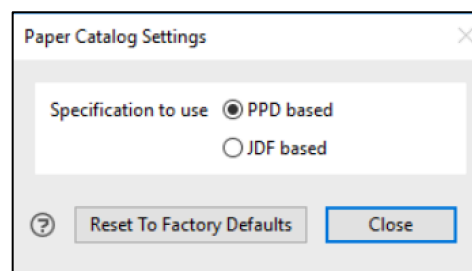 Paper Catalog Settings
Specification to use PPD based
JDF based
? Reset To Factory Defaults Close